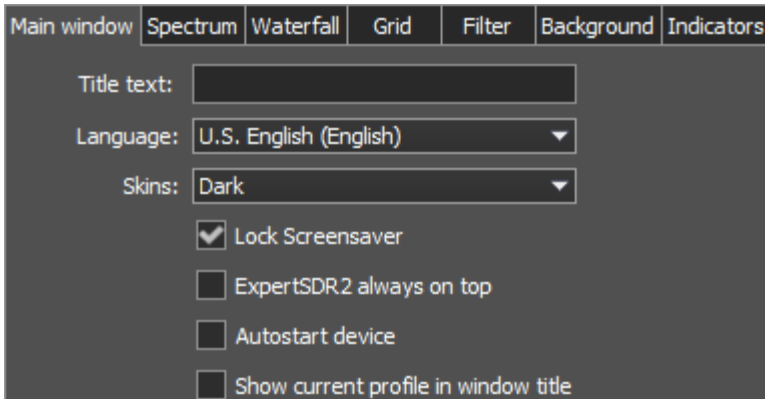 Main window Spectrum Waterfall Grid Filter Background Indicators
Title text:
Language: U.S. English (English)
Skins: Dark
Lock Screensaver
ExpertSDR2 always on top
Autostart device
Show current profile in window title